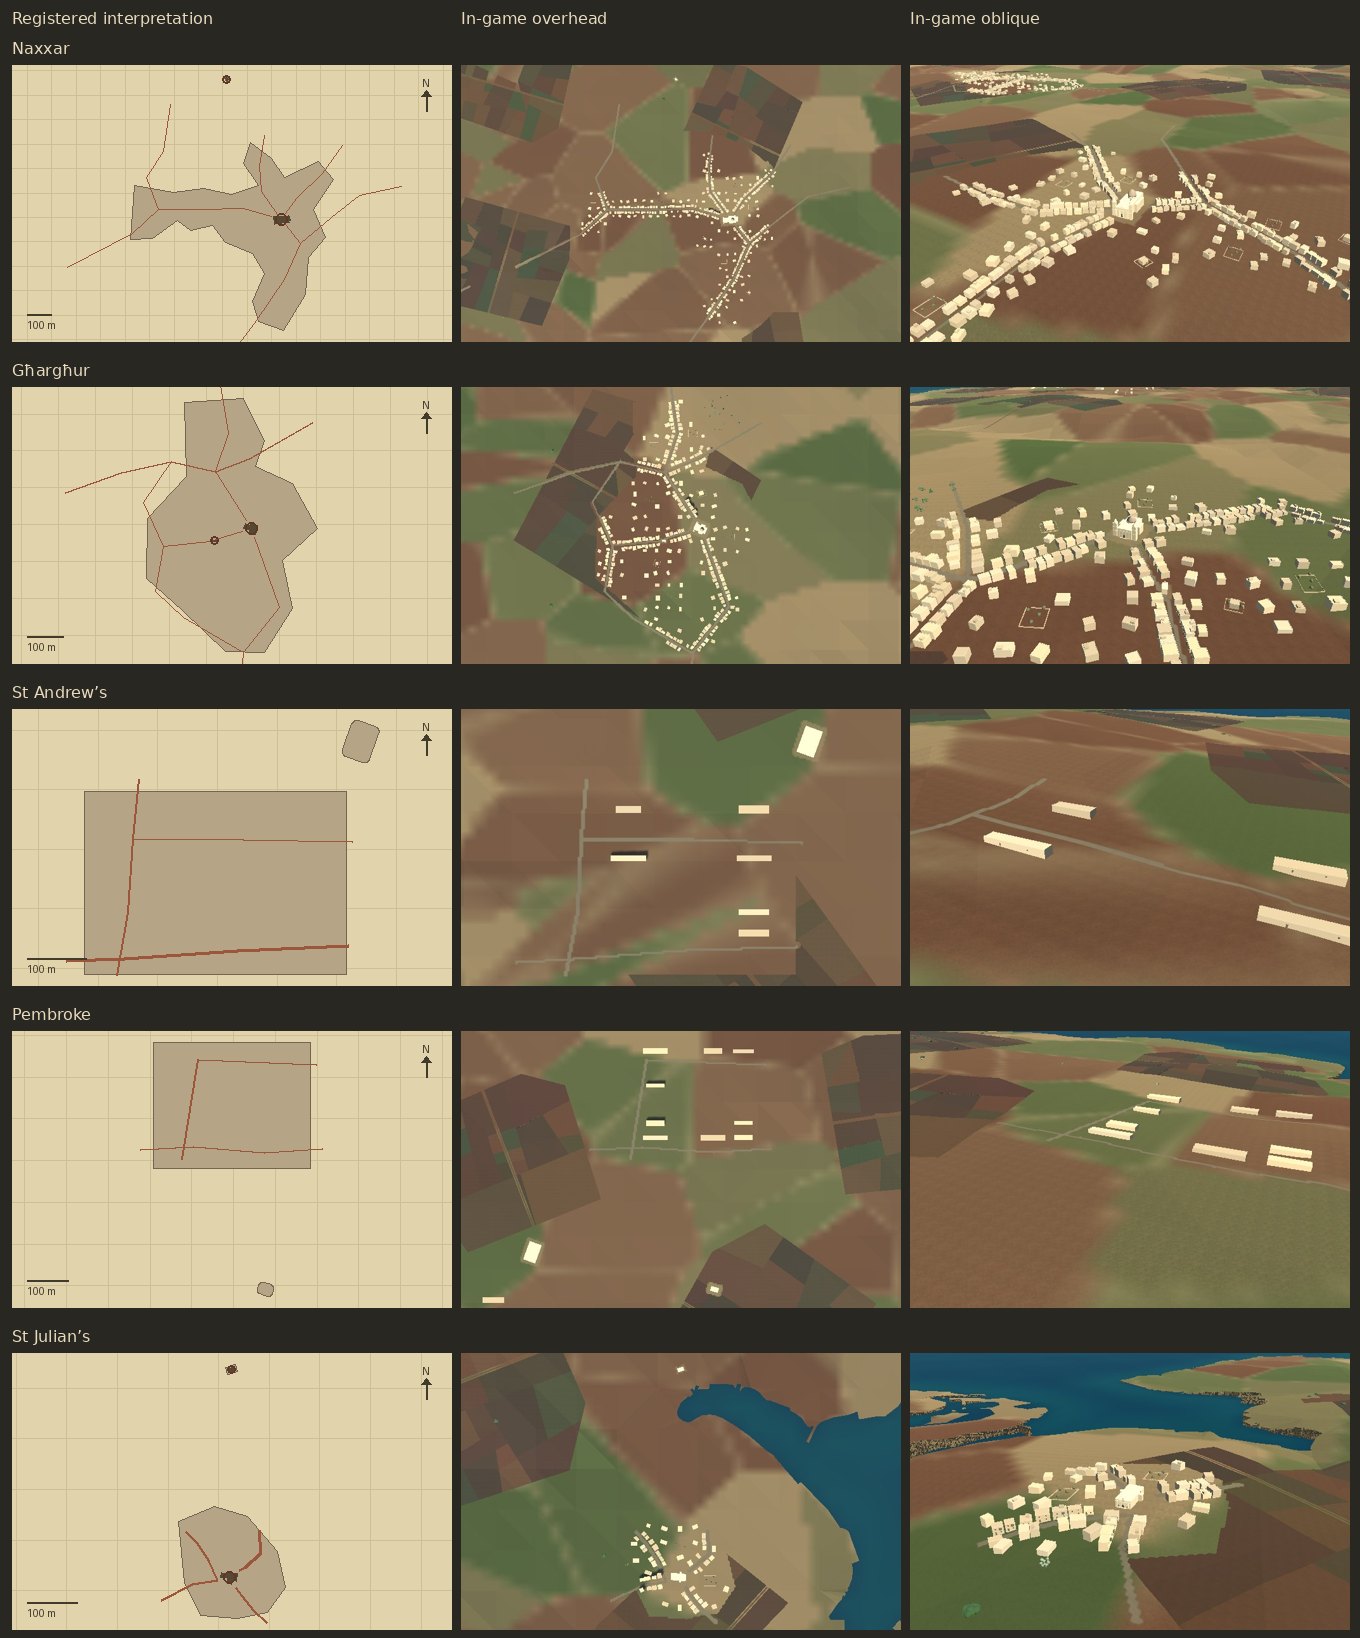 Registered interpretation
In-game overhead
In-game oblique
Naxxar
N
100 m
Għargħur
N
100 m
St Andrew’s
N
100 m
Pembroke
N
100 m
St Julian’s
N
100 m